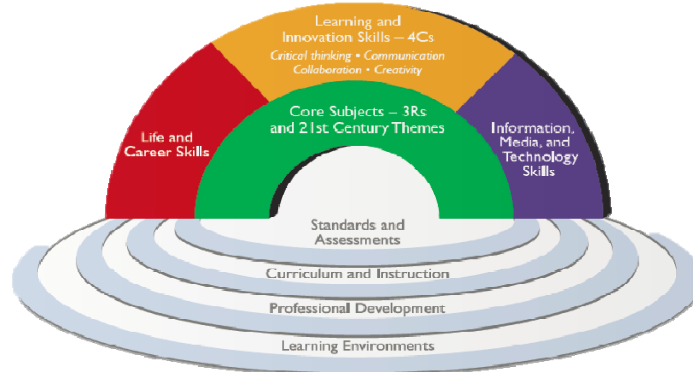 Learning and
Innovation Skills – 4Cs
Critical thinking • Communication
Collaboration • Creativity
Core Subjects – 3Rs
and 21st Century Themes
Life and
Career Skills
Information,
Media, and
Technology
Skills
Standards and
Assessments
Curriculum and Instruction
Professional Development
Learning Environments